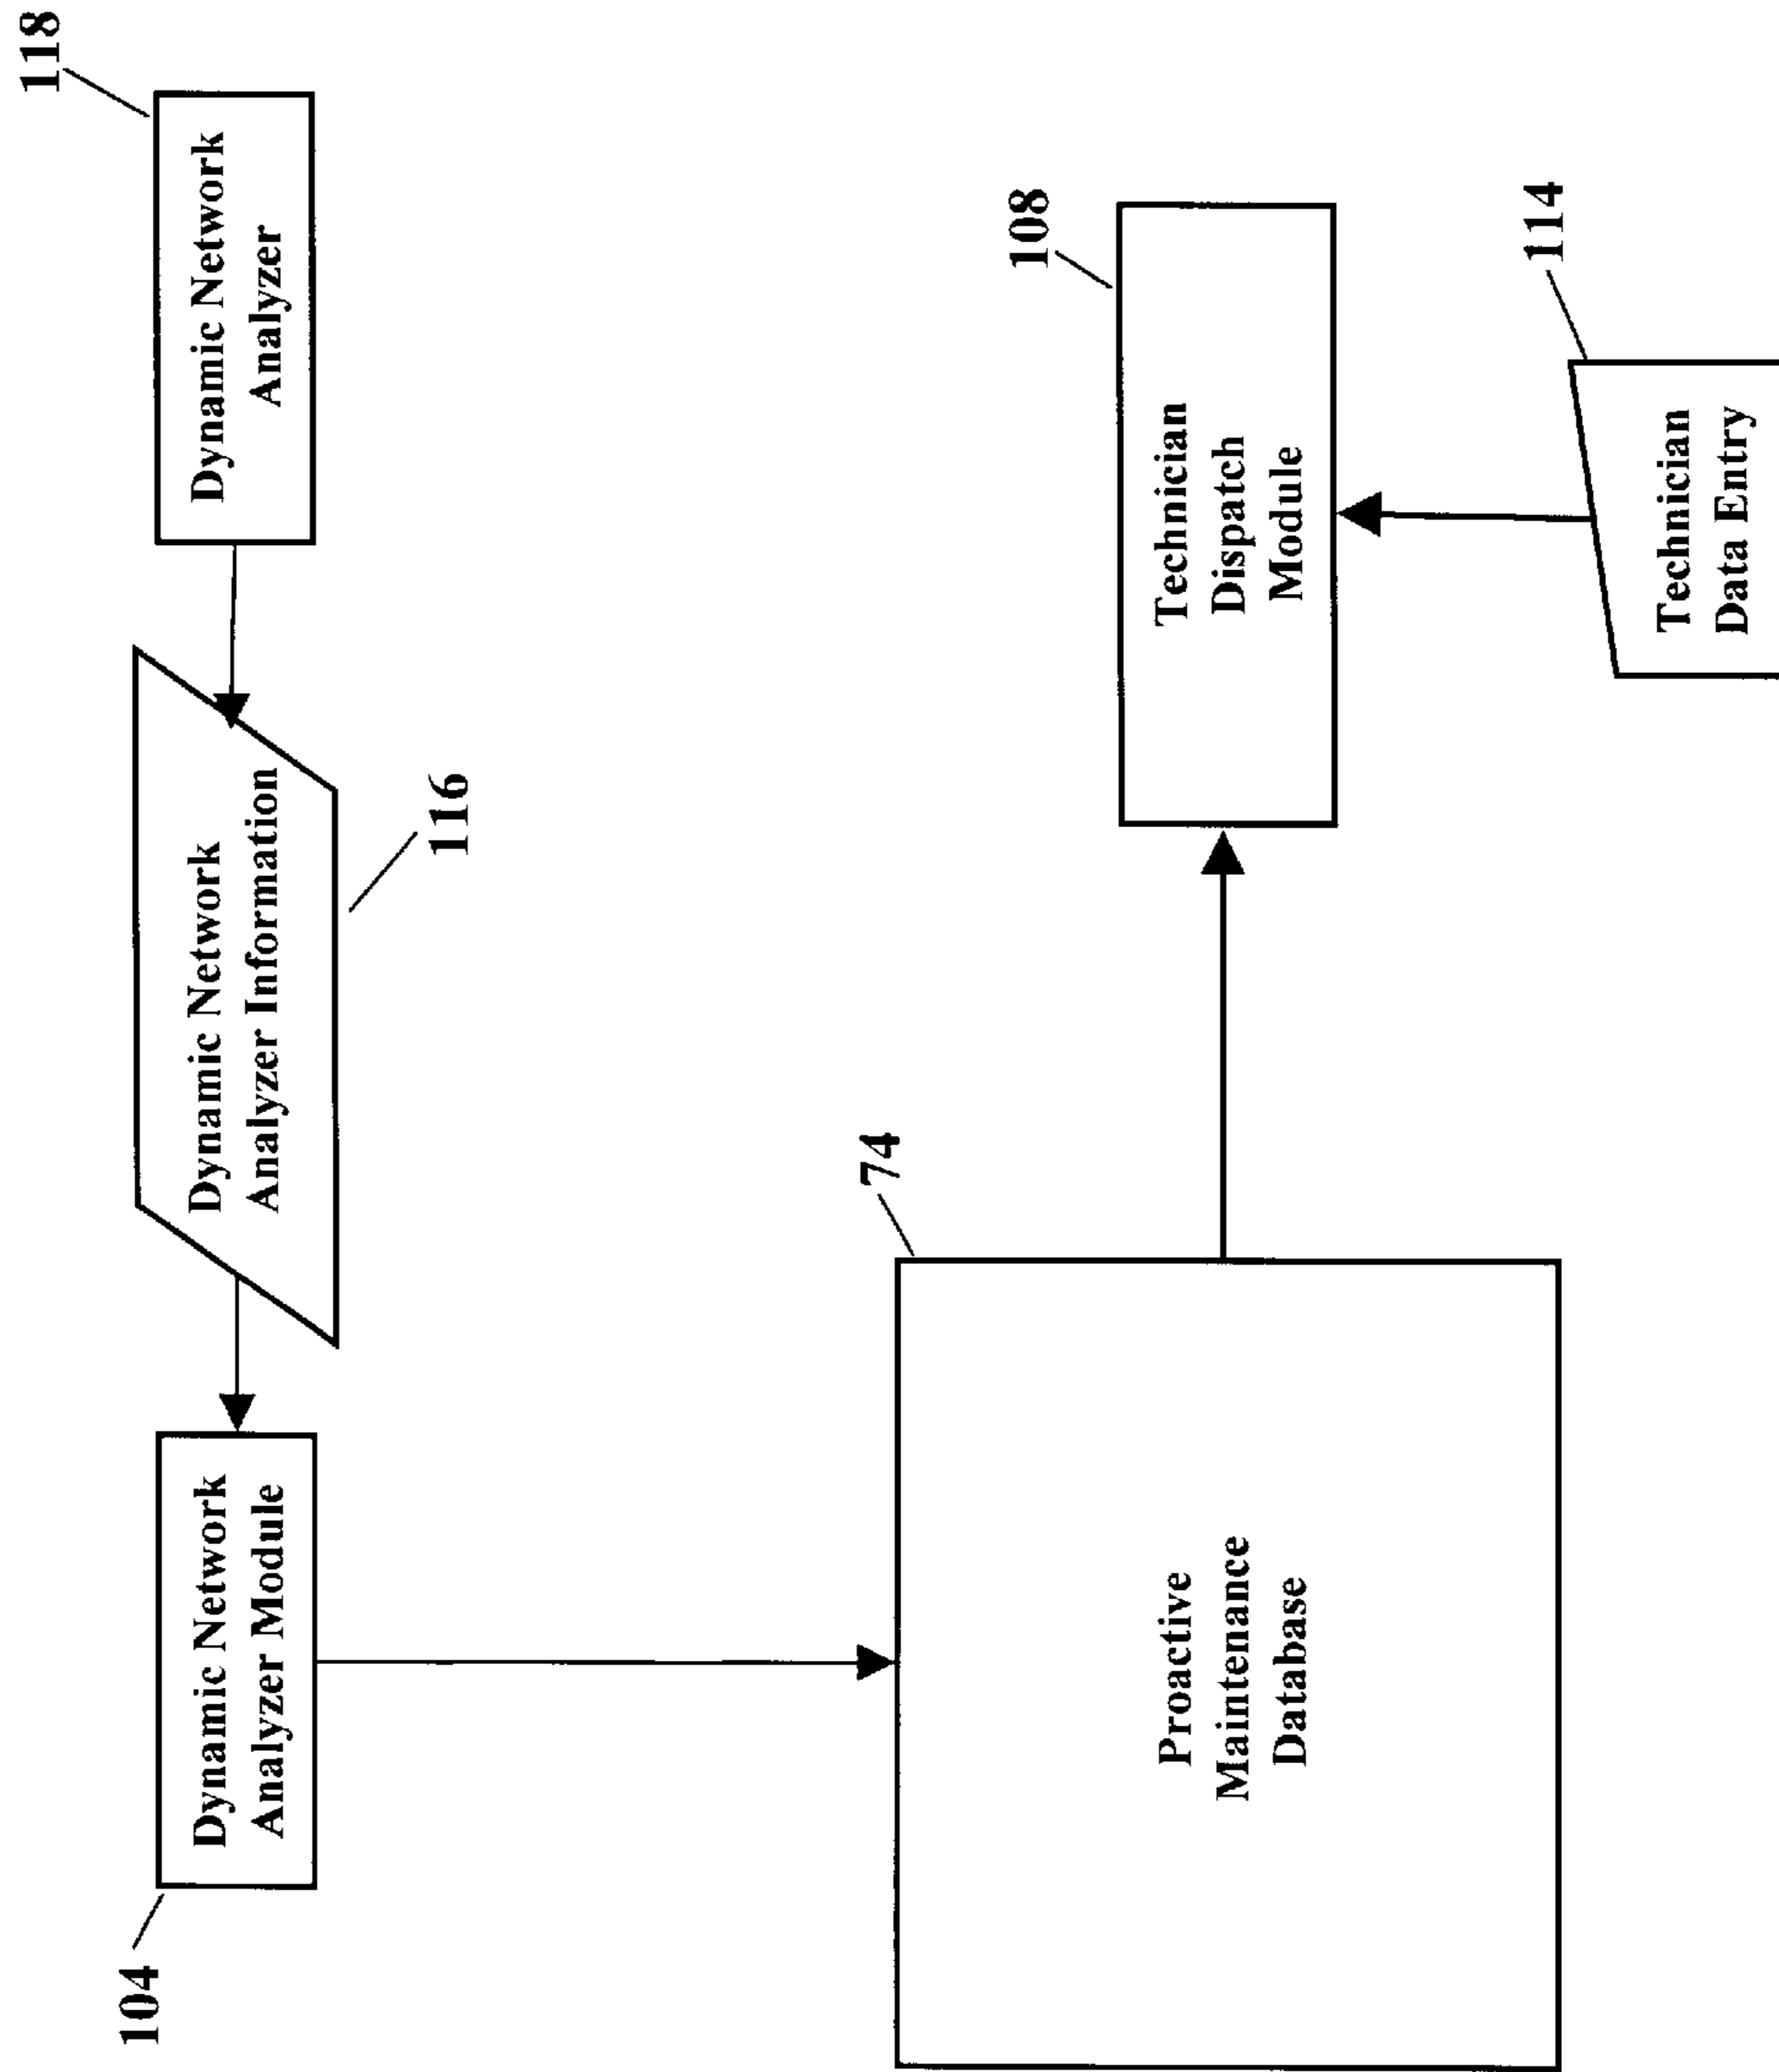 118
Dynamic Network
Analyzer
Dynamic Network
Analyzer Information
116
Dynamic Network
Analyzer Module
104
108
Technician
Dispatch
Module
114
Technician
Data Entry
74
Proactive
Maintenance
Database